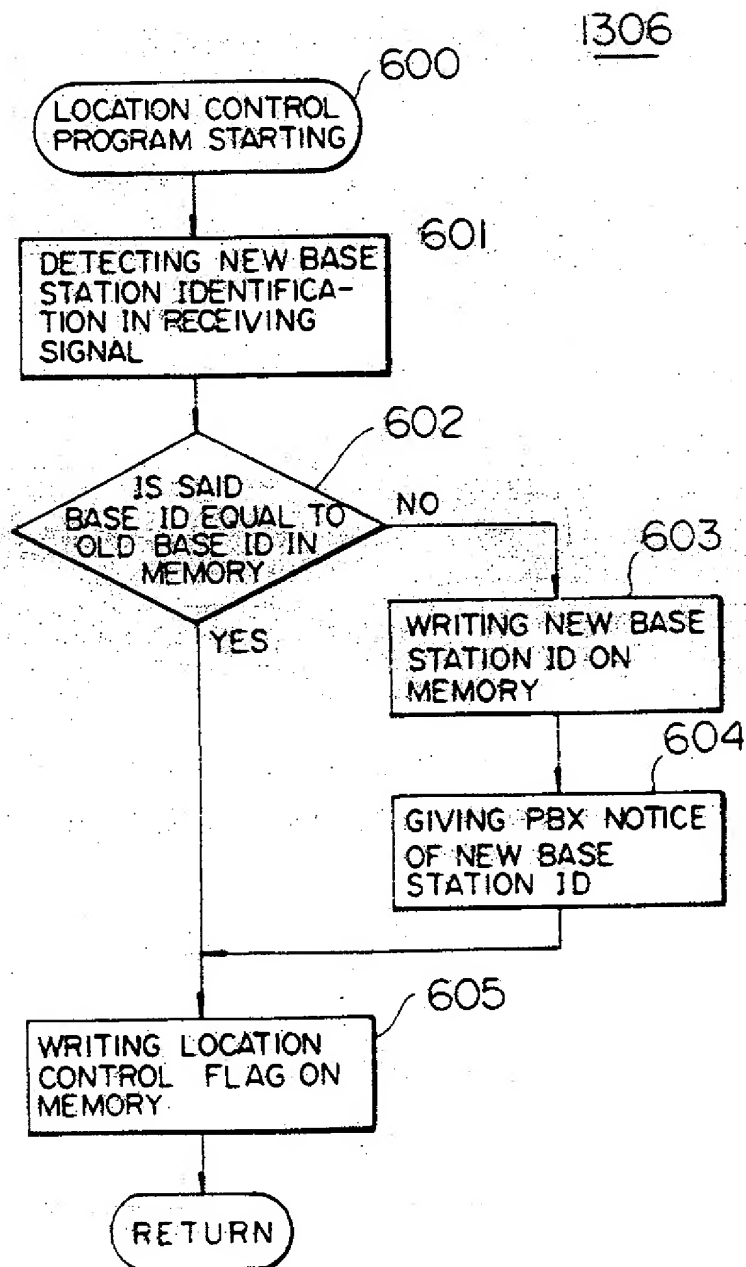 1306
600
LOCATION CONTROL
PROGRAM STARTING
601
DETECTING NEW BASE
STATION IDENTIFICA-
TION IN RECEIVING
SIGNAL
602
IS SAID
BASE ID EQUAL TO
OLD BASE ID IN
MEMORY
NO
YES
603
WRITING NEW BASE
STATION ID ON
MEMORY
604
GIVING PBX NOTICE
OF NEW BASE
STATION ID
605
WRITING LOCATION
CONTROL FLAG ON
MEMORY
RETURN